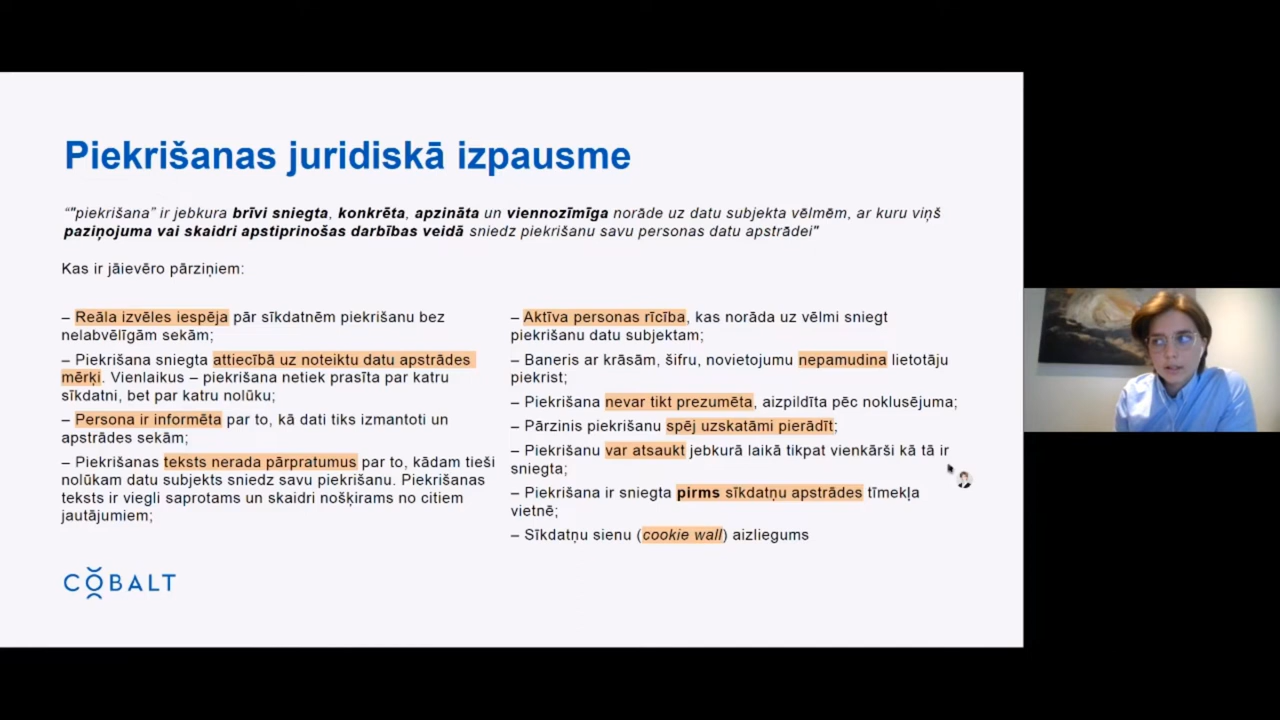 Piekrišanas juridiskā izpausme
“"piekrišana” ir jebkura brīvi sniegta, konkrēta, apzināta un viennozīmīga norāde uz datu subjekta vēlmēm, ar kuru viņš
paziņojuma vai skaidri apstiprinošas darbības veidā sniedz piekrišanu savu personas datu apstrādei"
Kas ir jāievēro pārziņiem:
– Reāla izvēles iespēja pār sīkdatnēm piekrišanu bez
nelabvēlīgām sekām;
– Piekrišana sniegta attiecībā uz noteiktu datu apstrādes
mērķi. Vienlaikus – piekrišana netiek prasīta par katru
sīkdatni, bet par katru nolūku;
– Persona ir informēta par to, kā dati tiks izmantoti un
apstrādes sekām;
– Piekrišanas teksts nerada pārpratumus par to, kādam tieši
nolūkam datu subjekts sniedz savu piekrišanu. Piekrišanas
teksts ir viegli saprotams un skaidri nošķirams no citiem
jautājumiem;
– Aktīva personas rīcība, kas norāda uz vēlmi sniegt
piekrišanu datu subjektam;
– Baneris ar krāsām, šifru, novietojumu nepamudina lietotāju
piekrist;
– Piekrišana nevar tikt prezumēta, aizpildīta pēc noklusējuma;
– Pārzinis piekrišanu spēj uzskatāmi pierādīt;
– Piekrišanu var atsaukt jebkurā laikā tikpat vienkārši kā tā ir
sniegta;
– Piekrišana ir sniegta pirms sīkdatņu apstrādes tīmekļa
vietnē;
– Sīkdatņu sienu (cookie wall) aizliegums
COBALT